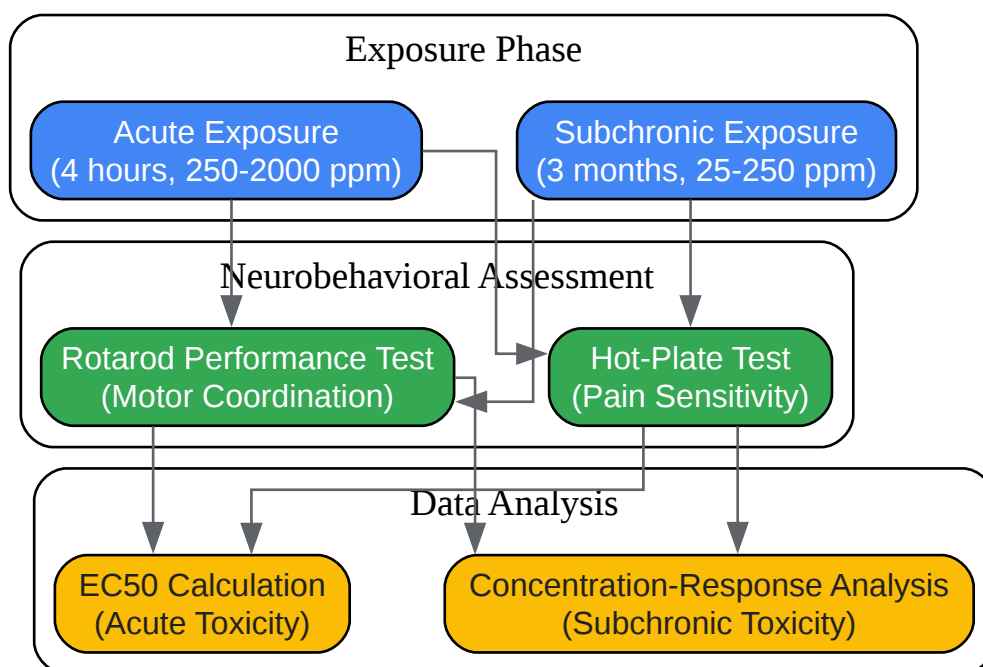 Exposure Phase
Acute Exposure
(4 hours, 250-2000 ppm)
Subchronic Exposure
(3 months, 25-250 ppm)
Neurobehavioral Assessment
Rotarod Performance Test
(Motor Coordination)
Hot-Plate Test
(Pain Sensitivity)
Data Analysis
EC50 Calculation
(Acute Toxicity)
Concentration-Response Analysis
(Subchronic Toxicity)